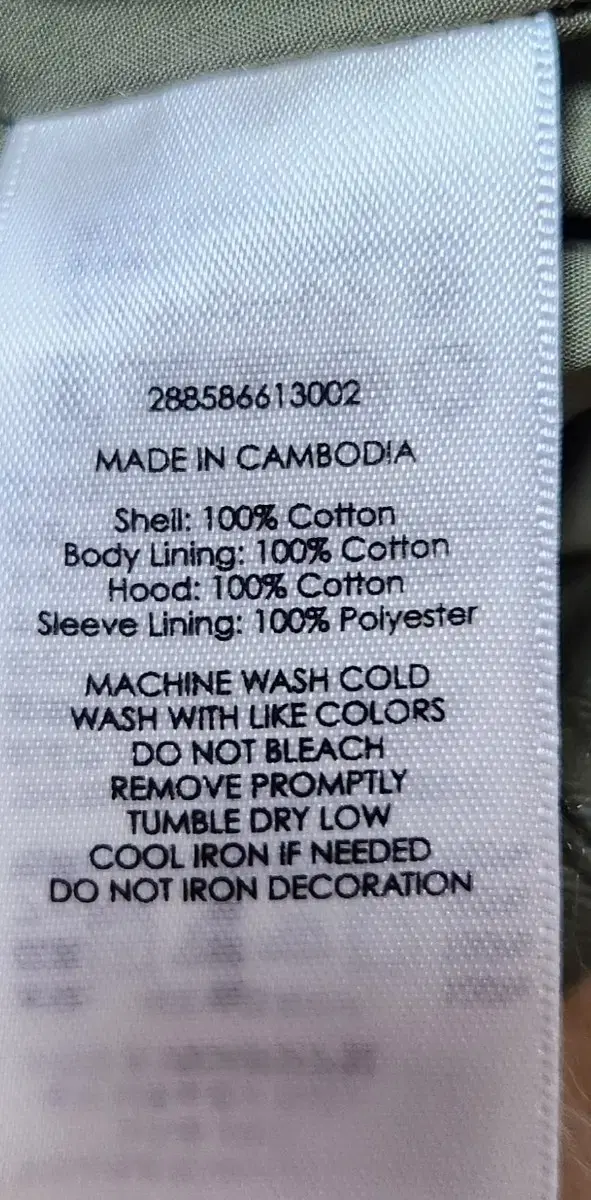 288586613002
MADE IN CAMBODIA
Shell: 100% Cotton
Body Lining: 100% Cotton
Hood: 100% Cotton
Sleeve Lining: 100% Polyester
MACHINE WASH COLD
WASH WITH LIKE COLORS
DO NOT BLEACH
REMOVE PROMPTLY
TUMBLE DRY LOW
COOL IRON IF NEEDED
DO NOT IRON DECORATION